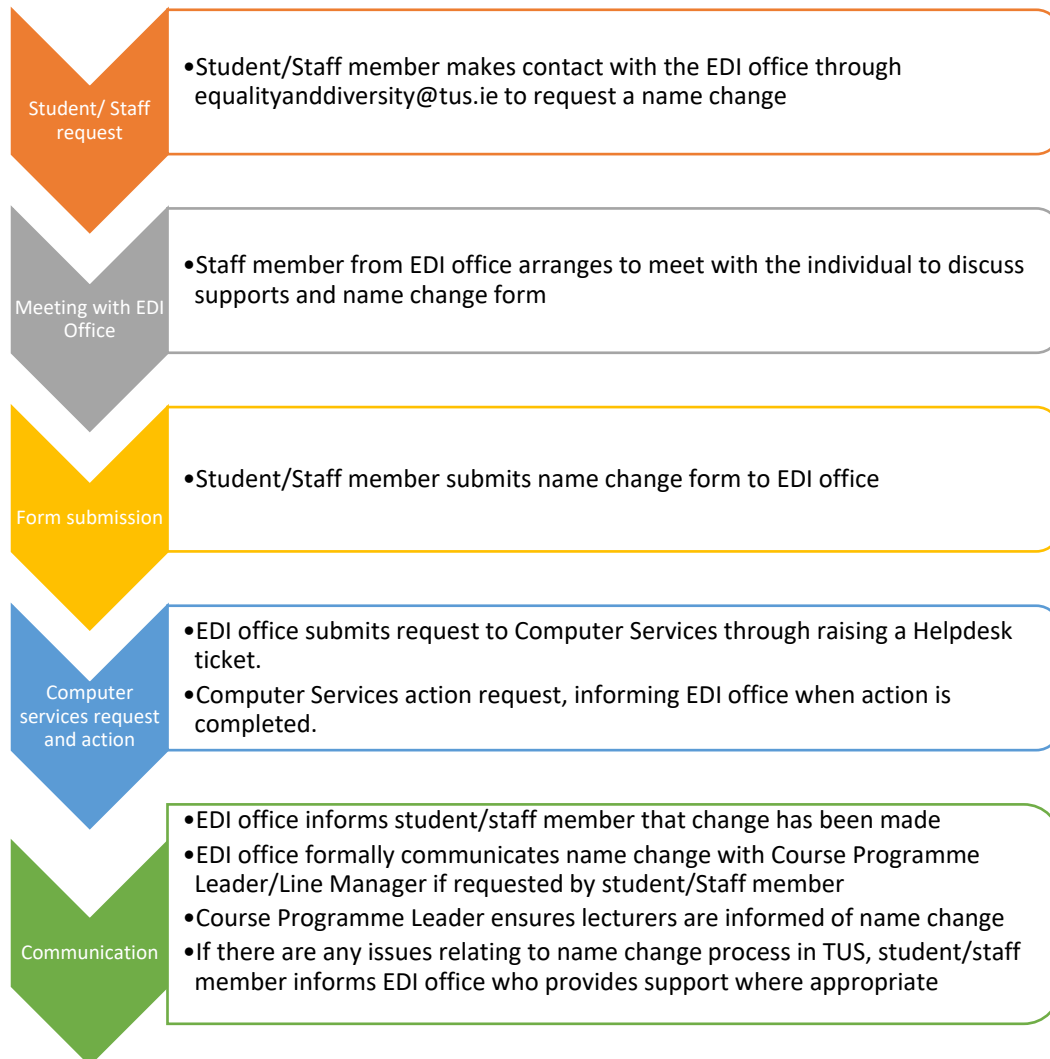 Student/ Staff
request
•Student/Staff member makes contact with the EDI office through
equalityanddiversity@tus.ie to request a name change
Meeting with EDI
Office
•Staff member from EDI office arranges to meet with the individual to discuss
supports and name change form
Form submission
•Student/Staff member submits name change form to EDI office
Computer
services request
and action
•EDI office submits request to Computer Services through raising a Helpdesk
ticket.
•Computer Services action request, informing EDI office when action is
completed.
Communication
•EDI office informs student/staff member that change has been made
•EDI office formally communicates name change with Course Programme
Leader/Line Manager if requested by student/Staff member
•Course Programme Leader ensures lecturers are informed of name change
•If there are any issues relating to name change process in TUS, student/staff
member informs EDI office who provides support where appropriate